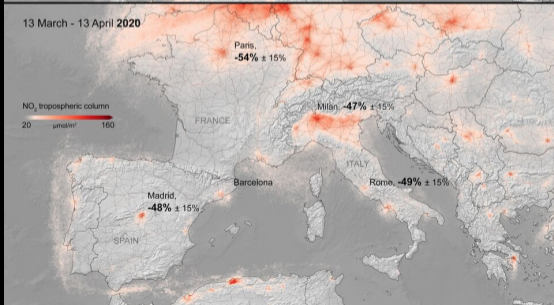 13 March - 13 April 2020
Paris,
-54% ± 15%
NO₂ tropospheric column
20 µmol/m² 160
FRANCE
Milan, -47% ± 15%
ITALY
Barcelona
Rome, -49% ± 15%
Madrid,
-48% ± 15%
SPAIN